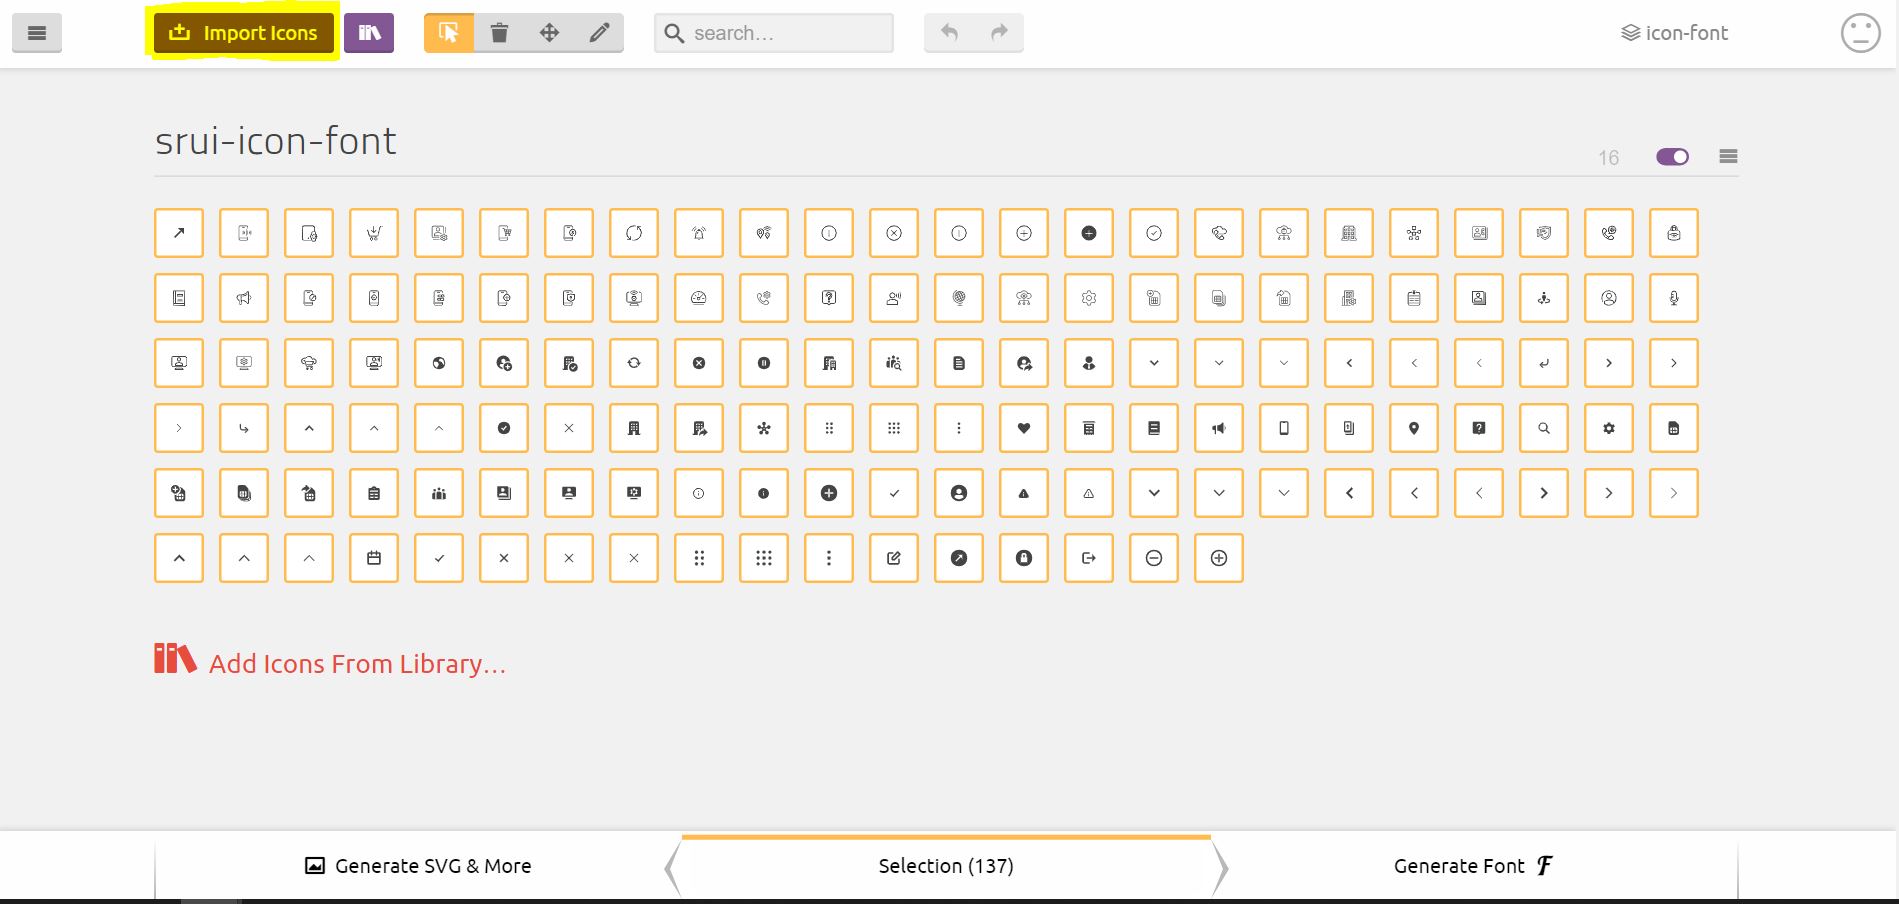 Import Icons
search...
icon-font
srui-icon-font
16
Add Icons From Library...
Generate SVG & More
Selection (137)
Generate Font